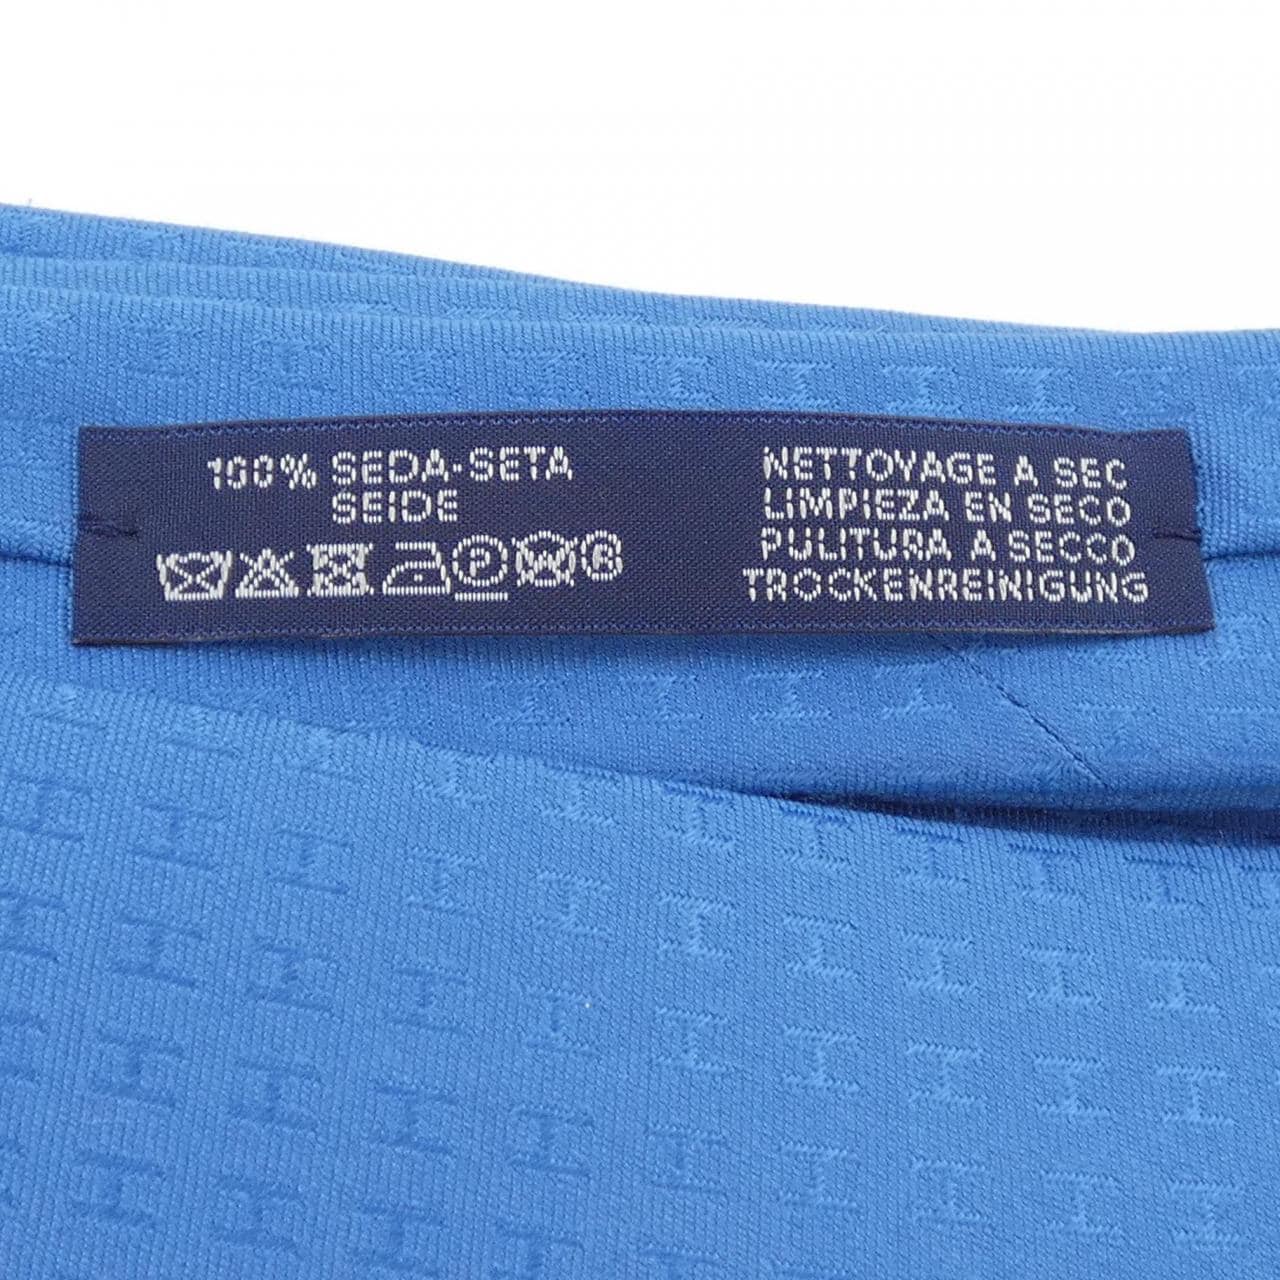 100% SEDA-SETA
SEIDE
P W R
NETTOYAGE A SEC
LIMPIEZA EN SECO
PULITURA A SECCO
TROCKENREINIGUNG